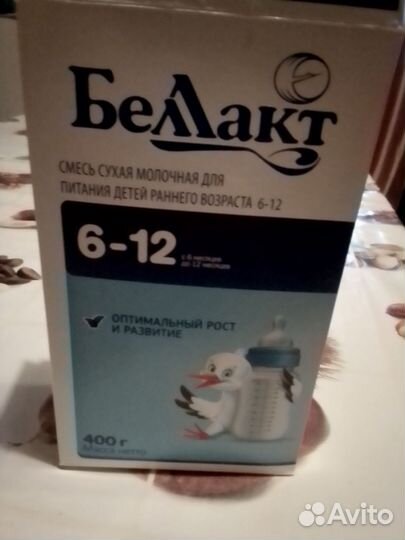 БеллакТ
СМЕСЬ СУХАЯ МОЛОЧНАЯ ДЛЯ
ПИТАНИЯ ДЕТЕЙ РАННЕГО ВОЗРАСТА 6-12
6-12
с 6 месяцев
до 12 месяцев
ОПТИМАЛЬНЫЙ РОСТ
И РАЗВИТИЕ
400 г
Масса нетто
Avito